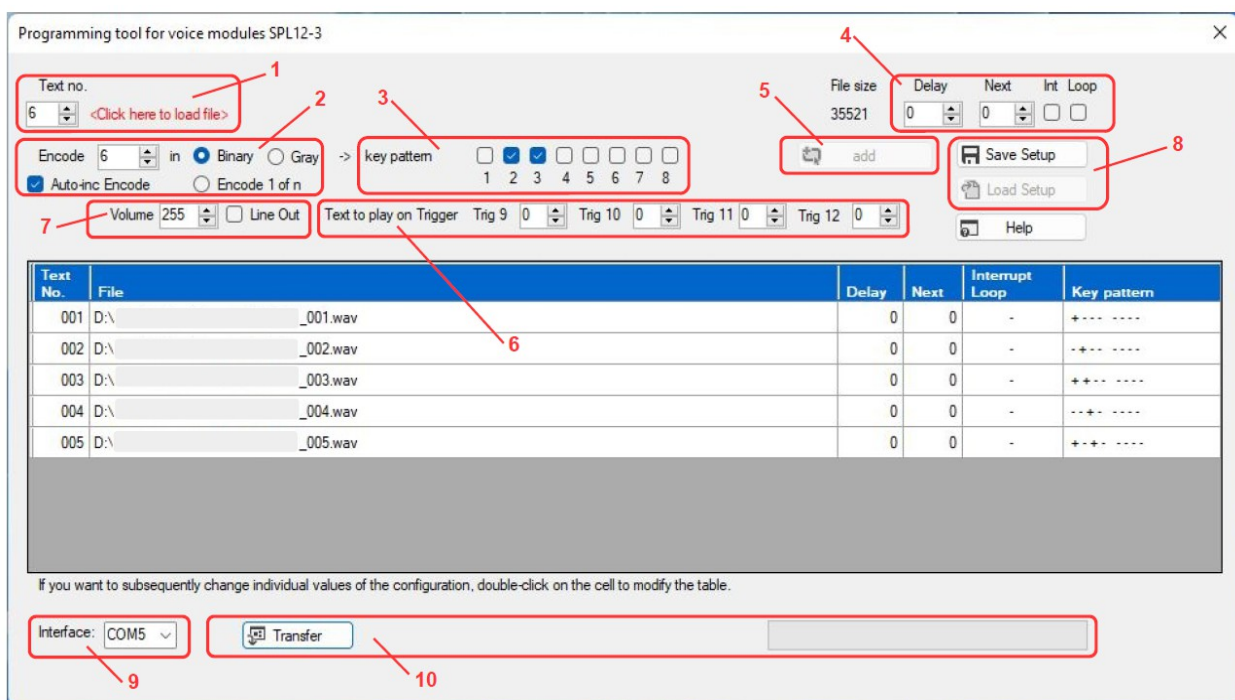 Programming tool for voice modules SPL12-3
4
1
Text no.
File size Delay Next Int Loop
6 <Click here to load file>
2
3
5
35521 0 0
8
Encode 6 in Binary Gray -> key pattern
add
Save Setup
Auto-inc Encode Encode 1 of n
1 2 3 4 5 6 7 8
Load Setup
7
Volume 255 Line Out Text to play on Trigger Trig 9 0 Trig 10 0 Trig 11 0 Trig 12 0
Help
Text No. File Delay Next Interrupt Loop Key pattern
001 D:\ _001.wav 0 0 - +--- ----
002 D:\ _002.wav 0 0 - -+-- ----
6
003 D:\ _003.wav 0 0 - ++-- ----
004 D:\ _004.wav 0 0 - --+- ----
005 D:\ _005.wav 0 0 - +-+- ----
If you want to subsequently change individual values of the configuration, double-click on the cell to modify the table.
Interface: COM5 Transfer
9
10